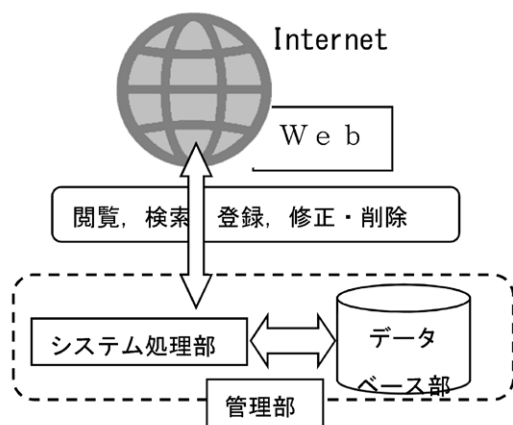 Internet
Ｗｅｂ
閲覧，検索 登録，修正・削除
システム処理部
データ
ベース部
管理部